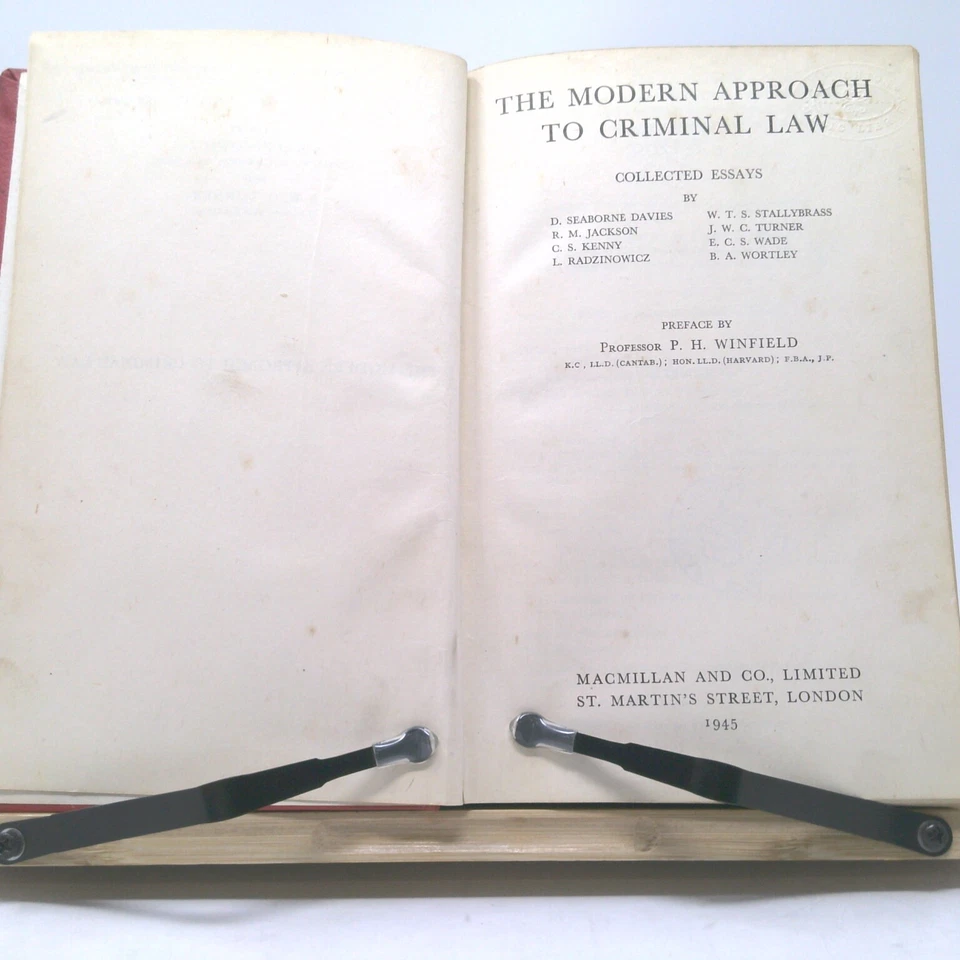 THE MODERN APPROACH
TO CRIMINAL LAW
COLLECTED ESSAYS
BY
D. SEABORNE DAVIES
R. M. JACKSON
C. S. KENNY
L. RADZINOWICZ
W. T. S. STALLYBRASS
J. W. C. TURNER
E. C. S. WADE
B. A. WORTLEY
PREFACE BY
PROFESSOR P. H. WINFIELD
K.C., LL.D. (CANTAB.); HON. LL.D. (HARVARD); F.B.A., J.P.
MACMILLAN AND CO., LIMITED
ST. MARTIN'S STREET, LONDON
1945